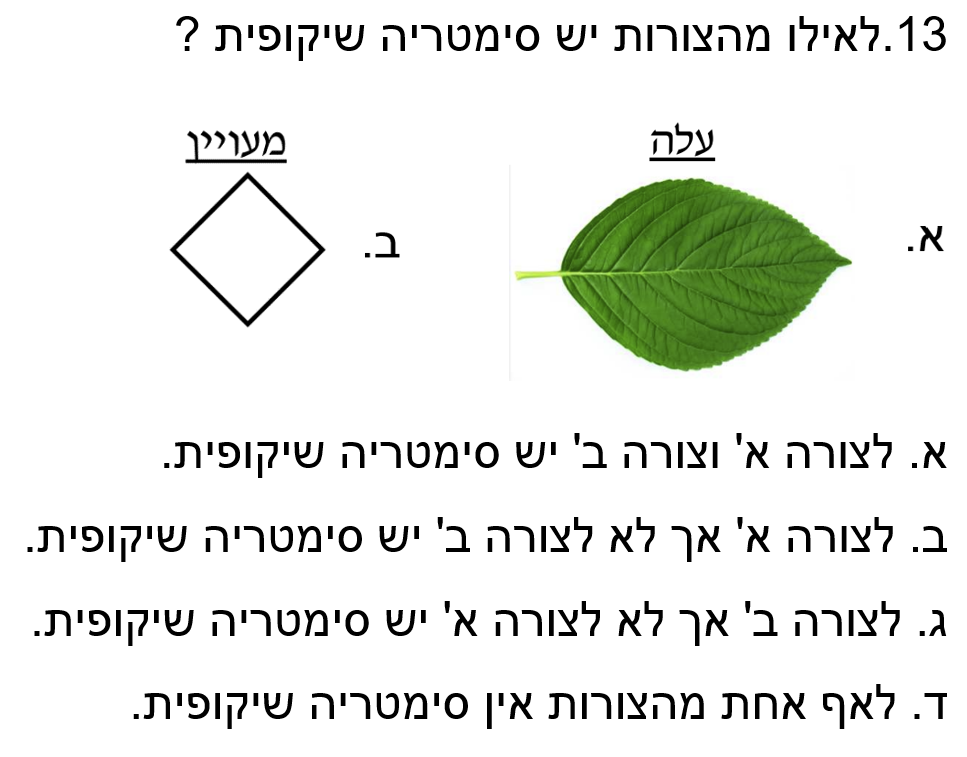 13.לאילו מהצורות יש סימטריה שיקופית ?
עלה
מעויין
א.
ב.
א. לצורה א' וצורה ב' יש סימטריה שיקופית.
ב. לצורה א' אך לא לצורה ב' יש סימטריה שיקופית.
ג. לצורה ב' אך לא לצורה א' יש סימטריה שיקופית.
ד. לאף אחת מהצורות אין סימטריה שיקופית.